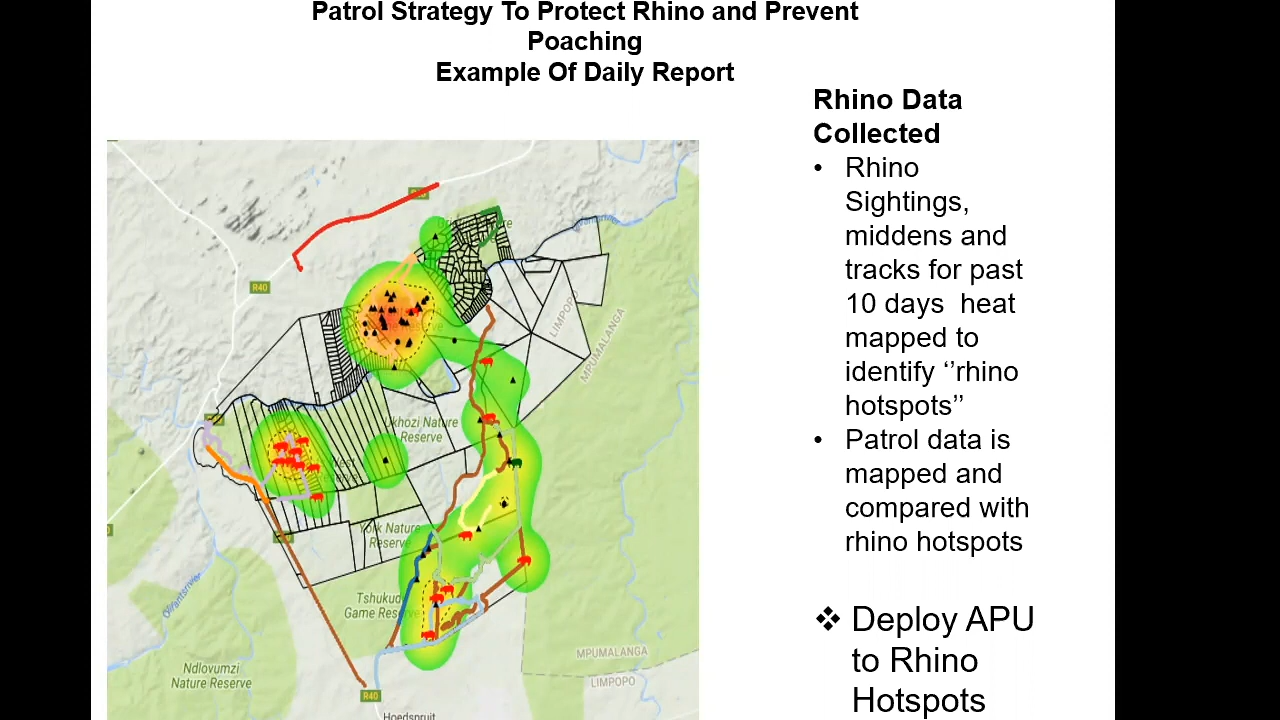 Patrol Strategy To Protect Rhino and Prevent
Poaching
Example Of Daily Report
Rhino Data
Collected
• Rhino
Sightings,
middens and
tracks for past
10 days heat
mapped to
identify ‘’rhino
hotspots’’
• Patrol data is
mapped and
compared with
rhino hotspots
❖ Deploy APU
to Rhino
Hotspots
R40
LIMPOPO
MPUMALANGA
Ukhozi Nature
Reserve
York Nature
Reserve
Olifantsrivier
Tshukudu
Game Reserve
Ndlovumzi
Nature Reserve
MPUMALANGA
LIMPOPO
R40
Hoedspruit